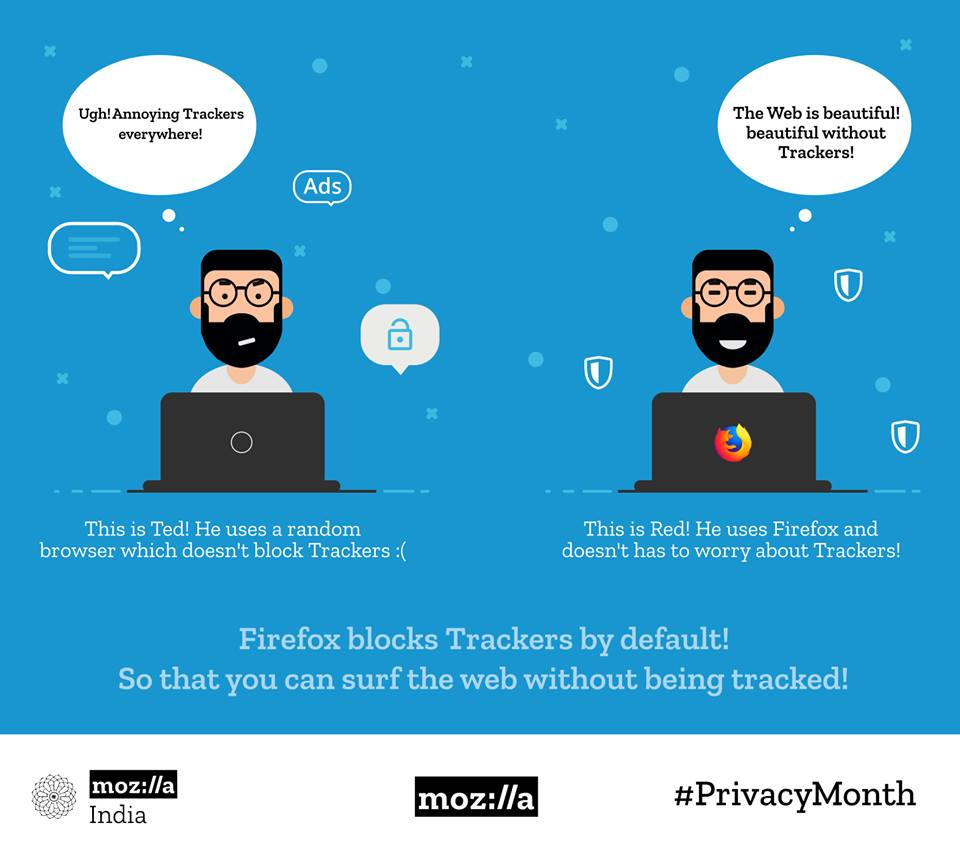 Ugh! Annoying Trackers
everywhere!
The Web is beautiful!
beautiful without
Trackers!
Ads
This is Ted! He uses a random
browser which doesn't block Trackers :(
This is Red! He uses Firefox and
doesn't has to worry about Trackers!
Firefox blocks Trackers by default!
So that you can surf the web without being tracked!
moz://a
India
moz://a
#PrivacyMonth